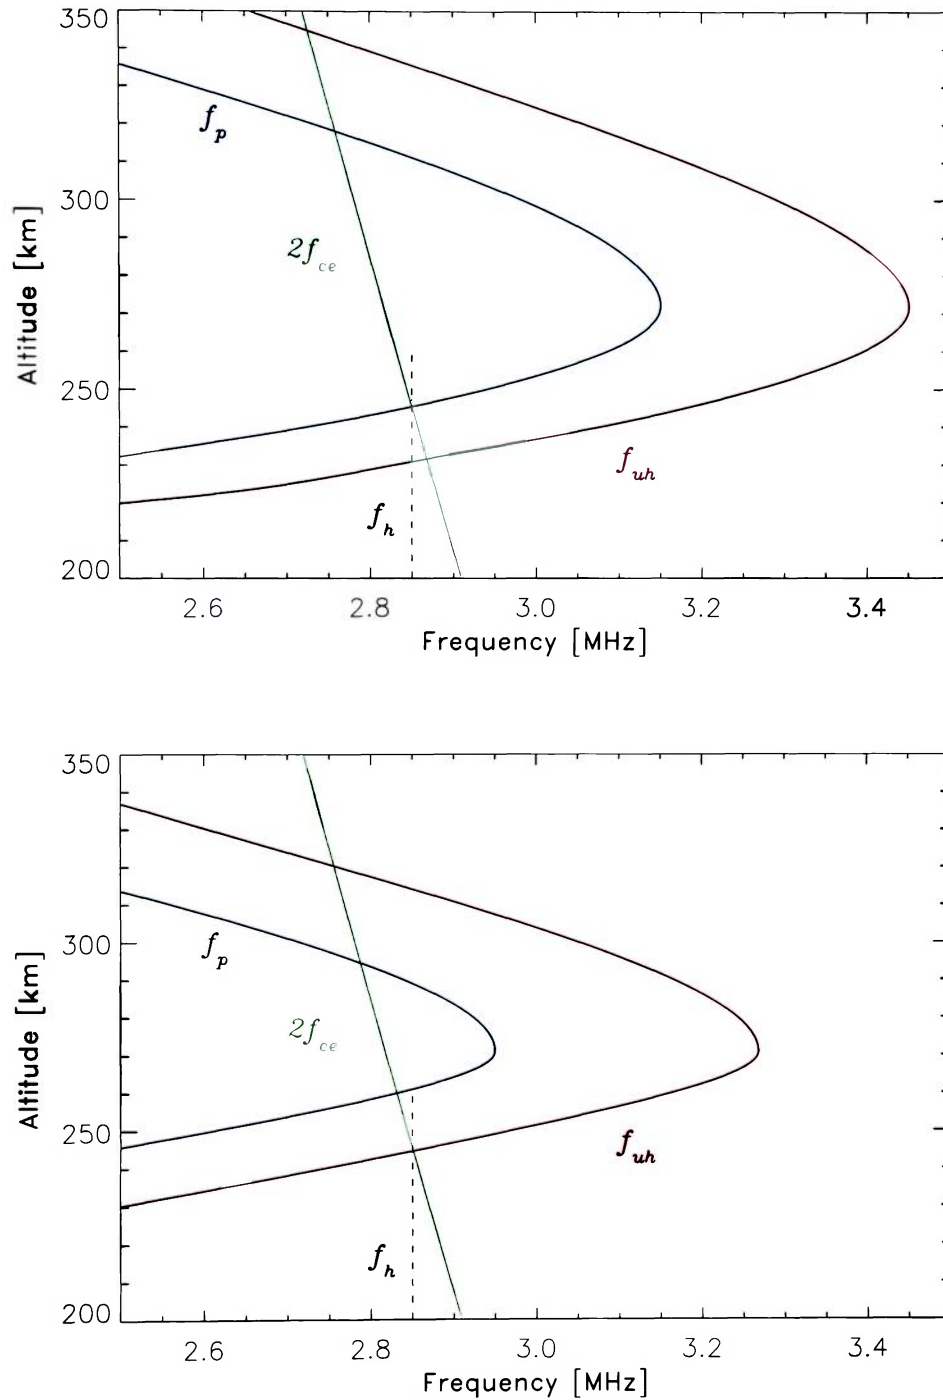 350
f_p
300
2f_ce
250
f_uh
f_h
200
2.6 2.8 3.0 3.2 3.4
Altitude [km]
Frequency [MHz]
350
f_p
300
2f_ce
250
f_uh
f_h
200
2.6 2.8 3.0 3.2 3.4
Altitude [km]
Frequency [MHz]